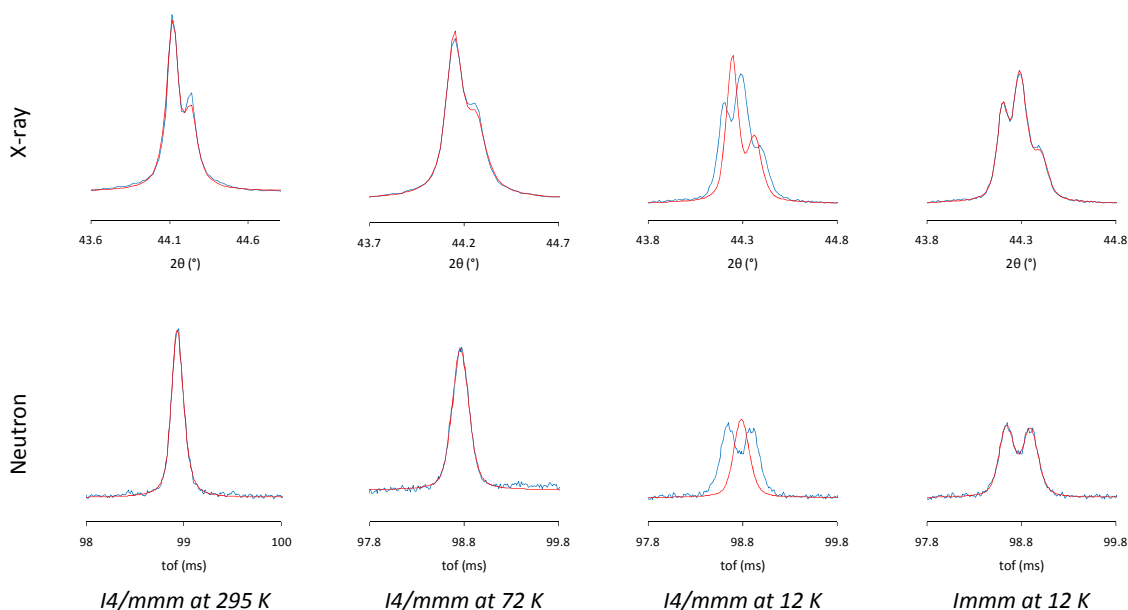 X-ray
43.6 44.1 44.6
2θ (°)
43.7 44.2 44.7
2θ (°)
43.8 44.3 44.8
2θ (°)
43.8 44.3 44.8
2θ (°)
Neutron
98 99 100
tof (ms)
97.8 98.8 99.8
tof (ms)
97.8 98.8 99.8
tof (ms)
97.8 98.8 99.8
tof (ms)
I4/mmm at 295 K
I4/mmm at 72 K
I4/mmm at 12 K
Immm at 12 K